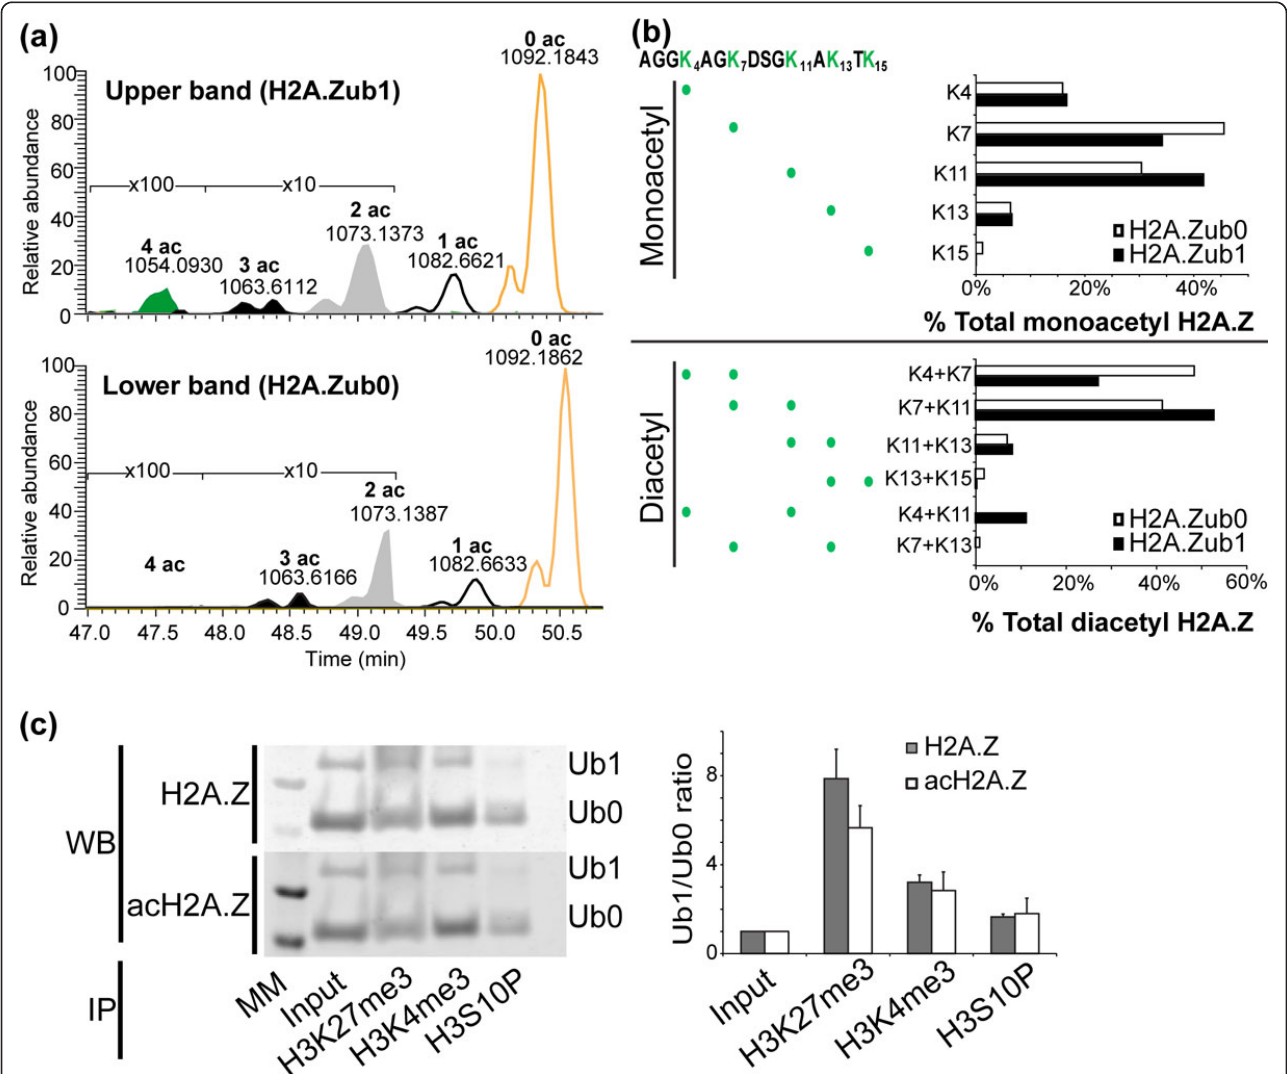 (a)
Upper band (H2A.Zub1)
Relative abundance
100
80
60
40
20
0
x100
x10
4 ac
1054.0930
3 ac
1063.6112
2 ac
1073.1373
1 ac
1082.6621
0 ac
1092.1843
Lower band (H2A.Zub0)
Relative abundance
100
80
60
40
20
0
x100
x10
4 ac
3 ac
1063.6166
2 ac
1073.1387
1 ac
1082.6633
0 ac
1092.1862
47.0 47.5 48.0 48.5 49.0 49.5 50.0 50.5
Time (min)
(b)
AGGK4AGK7DSGK11AK13TK15
Monoacetyl
K4
K7
K11
K13
K15
H2A.Zub0
H2A.Zub1
0% 20% 40%
% Total monoacetyl H2A.Z
Diacetyl
K4+K7
K7+K11
K11+K13
K13+K15
K4+K11
K7+K13
H2A.Zub0
H2A.Zub1
0% 20% 40% 60%
% Total diacetyl H2A.Z
(c)
WB
H2A.Z
Ub1
Ub0
acH2A.Z
Ub1
Ub0
IP
MM
Input
H3K27me3
H3K4me3
H3S10P
Ub1/Ub0 ratio
8
4
0
H2A.Z
acH2A.Z
Input
H3K27me3
H3K4me3
H3S10P